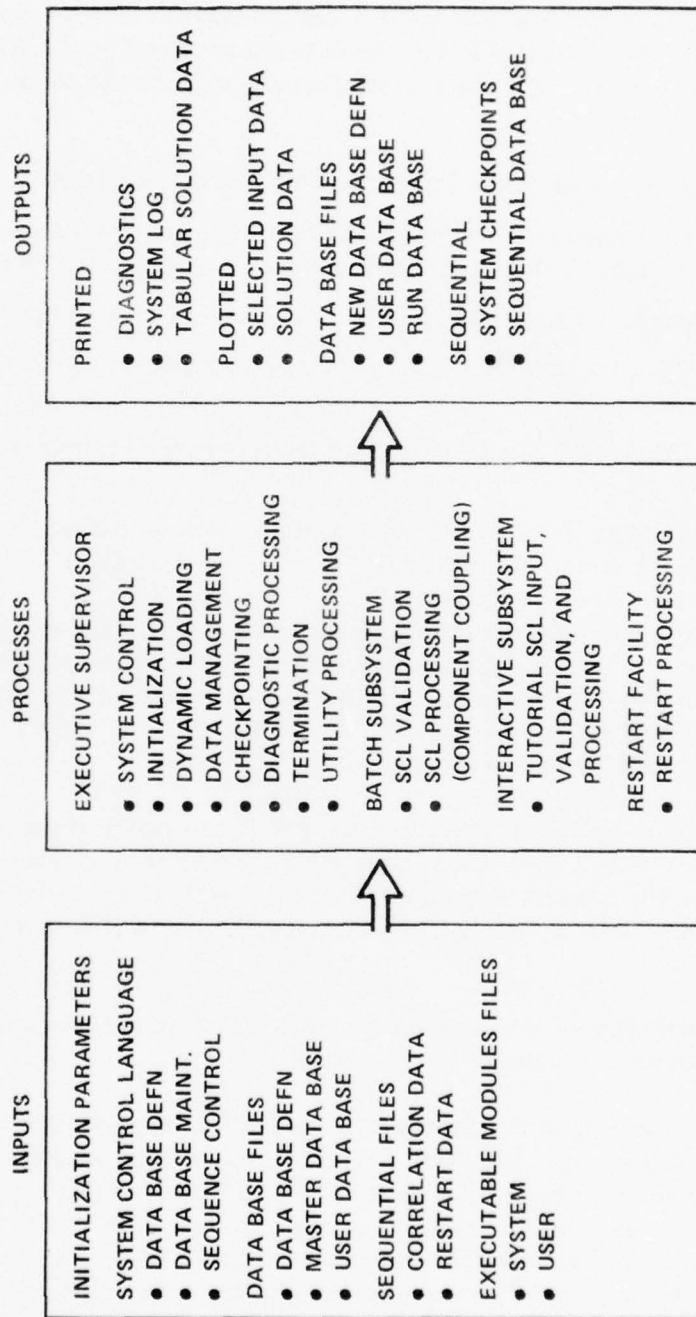 INPUTS
INITIALIZATION PARAMETERS
SYSTEM CONTROL LANGUAGE
• DATA BASE DEFN
• DATA BASE MAINT.
• SEQUENCE CONTROL
DATA BASE FILES
• DATA BASE DEFN
• MASTER DATA BASE
• USER DATA BASE
SEQUENTIAL FILES
• CORRELATION DATA
• RESTART DATA
EXECUTABLE MODULES FILES
• SYSTEM
• USER
PROCESSES
EXECUTIVE SUPERVISOR
• SYSTEM CONTROL
• INITIALIZATION
• DYNAMIC LOADING
• DATA MANAGEMENT
• CHECKPOINTING
• DIAGNOSTIC PROCESSING
• TERMINATION
• UTILITY PROCESSING
BATCH SUBSYSTEM
• SCL VALIDATION
• SCL PROCESSING
(COMPONENT COUPLING)
INTERACTIVE SUBSYSTEM
• TUTORIAL SCL INPUT,
VALIDATION, AND
PROCESSING
RESTART FACILITY
• RESTART PROCESSING
OUTPUTS
PRINTED
• DIAGNOSTICS
• SYSTEM LOG
• TABULAR SOLUTION DATA
PLOTTED
• SELECTED INPUT DATA
• SOLUTION DATA
DATA BASE FILES
• NEW DATA BASE DEFN
• USER DATA BASE
• RUN DATA BASE
SEQUENTIAL
• SYSTEM CHECKPOINTS
• SEQUENTIAL DATA BASE